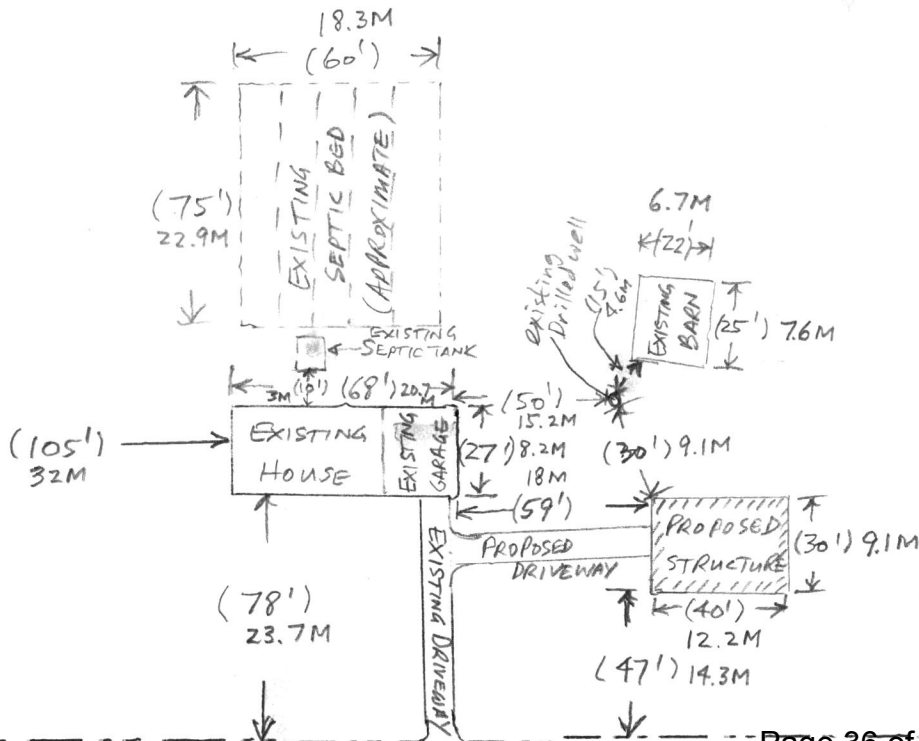 18.3M
(60')
(75')
22.9M
EXISTING
SEPTIC BED
(APPROXIMATE)
6.7M
(22')
existing
Drilled well
(15')
7.6M
EXISTING
BARN
(25') 7.6M
EXISTING
SEPTIC TANK
3M (10') (68') 20.7
M
(50')
15.2M
(105')
32M
EXISTING
HOUSE
EXISTING
GARAGE
(27') 8.2M
18M
(59')
(30') 9.1M
PROPOSED
STRUCTURE
(30') 9.1M
PROPOSED
DRIVEWAY
EXISTING DRIVEWAY
(40')
12.2M
(78')
23.7M
(47') 14.3M
Page 36 of